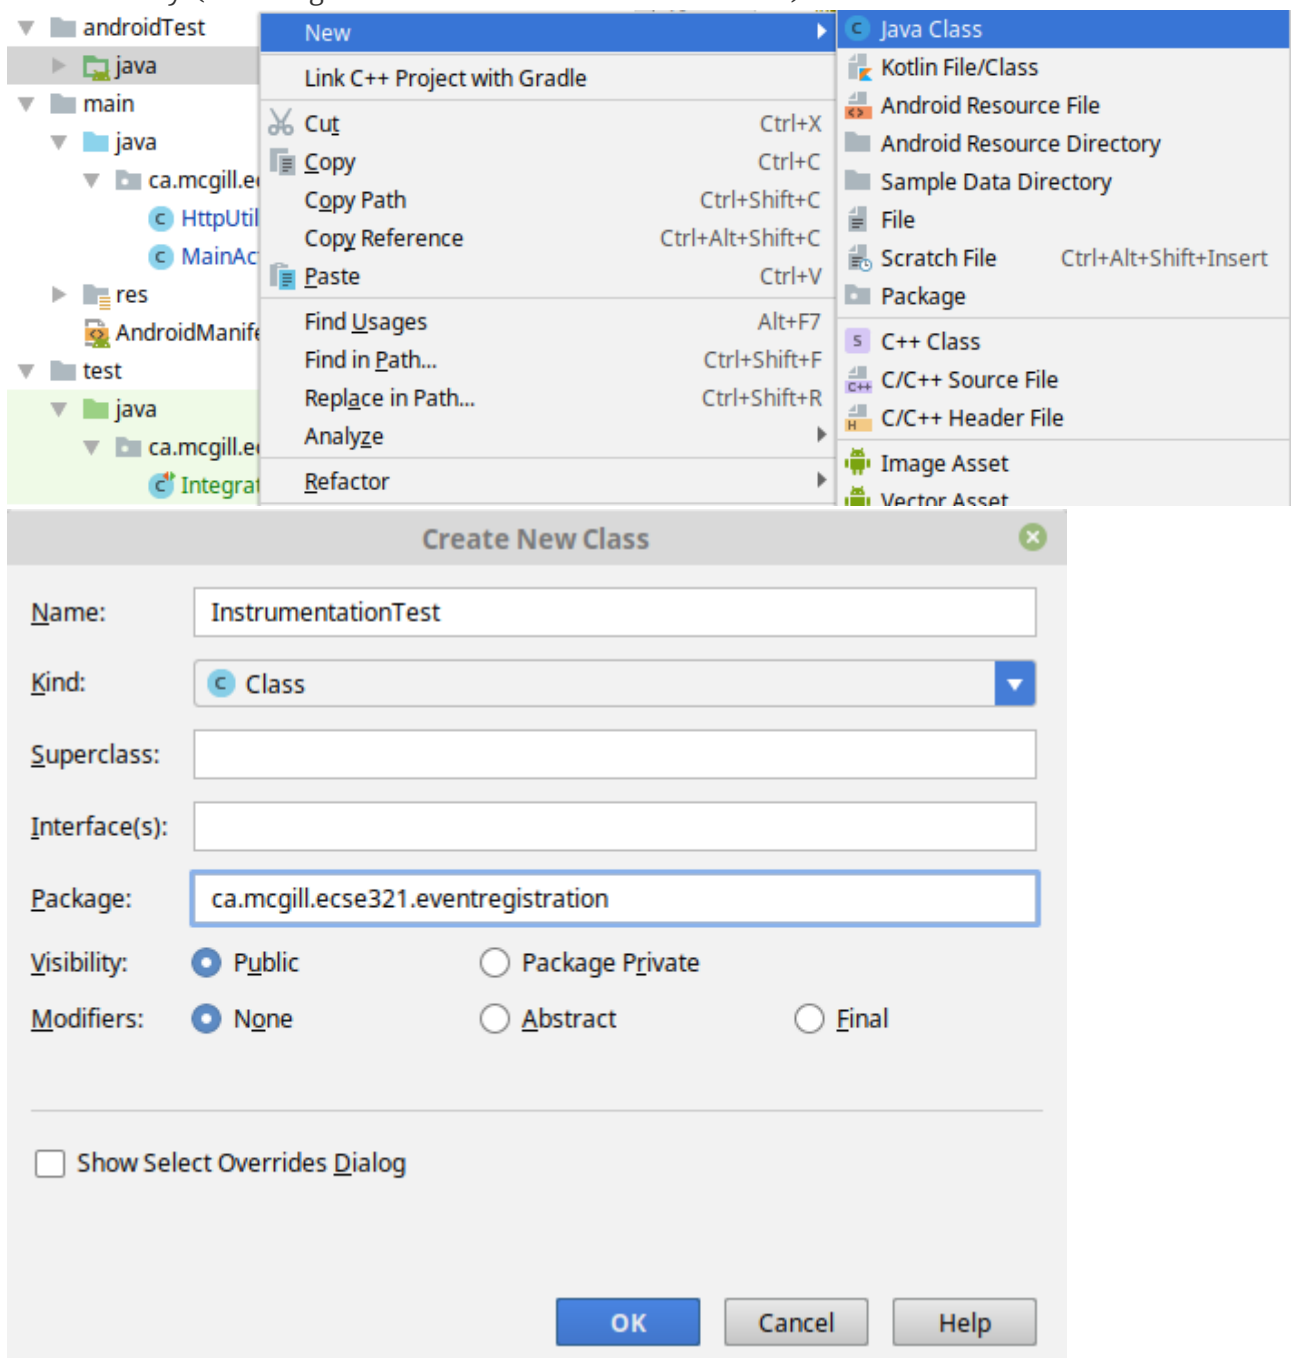 androidTest
java
main
java
ca.mcgill.e
HttpUtil
MainAc
res
AndroidManife
test
java
ca.mcgill.e
Integrat
New
Link C++ Project with Gradle
Cut Ctrl+X
Copy Ctrl+C
Copy Path Ctrl+Shift+C
Copy Reference Ctrl+Alt+Shift+C
Paste Ctrl+V
Find Usages Alt+F7
Find in Path... Ctrl+Shift+F
Replace in Path... Ctrl+Shift+R
Analyze
Refactor
Java Class
Kotlin File/Class
Android Resource File
Android Resource Directory
Sample Data Directory
File
Scratch File Ctrl+Alt+Shift+Insert
Package
C++ Class
C/C++ Source File
C/C++ Header File
Image Asset
Vector Asset
Create New Class
Name: InstrumentationTest
Kind: Class
Superclass:
Interface(s):
Package: ca.mcgill.ecse321.eventregistration
Visibility: Public Package Private
Modifiers: None Abstract Final
Show Select Overrides Dialog
OK Cancel Help